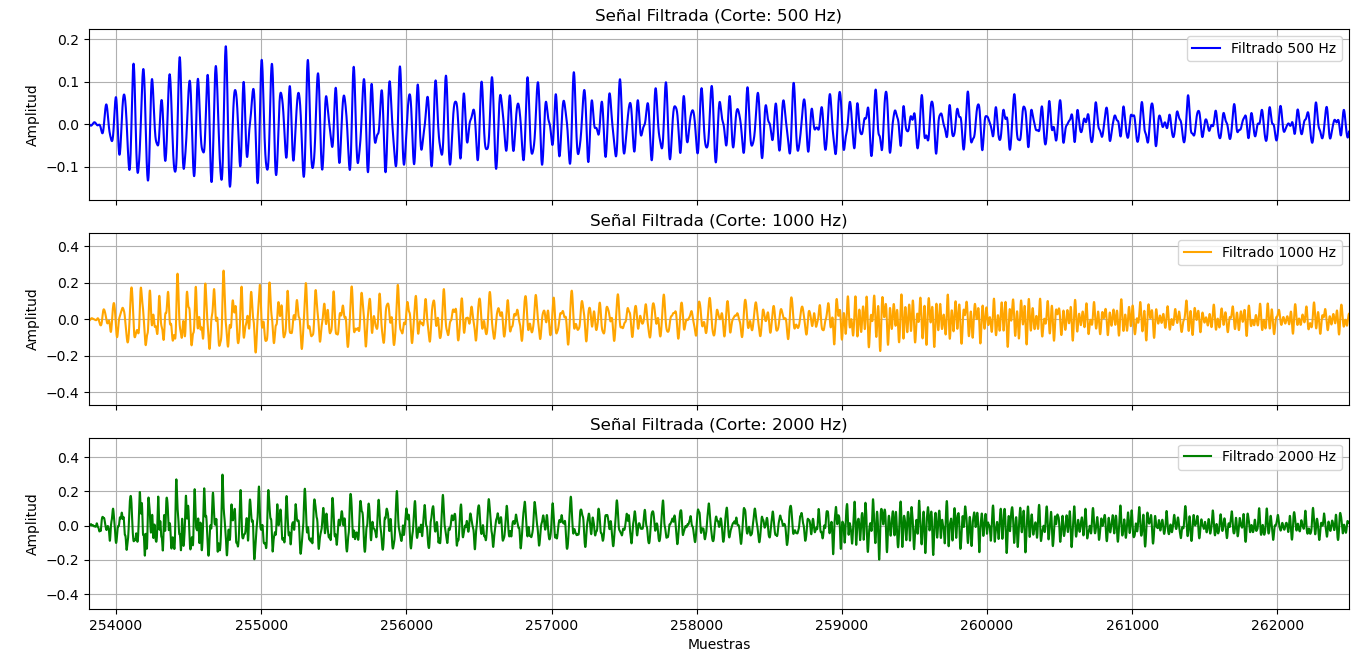 Señal Filtrada (Corte: 500 Hz)
0.2
0.1
0.0
−0.1
Amplitud
Filtrado 500 Hz
Señal Filtrada (Corte: 1000 Hz)
0.4
0.2
0.0
−0.2
−0.4
Amplitud
Filtrado 1000 Hz
Señal Filtrada (Corte: 2000 Hz)
0.4
0.2
0.0
−0.2
−0.4
Amplitud
Filtrado 2000 Hz
254000 255000 256000 257000 258000 259000 260000 261000 262000
Muestras